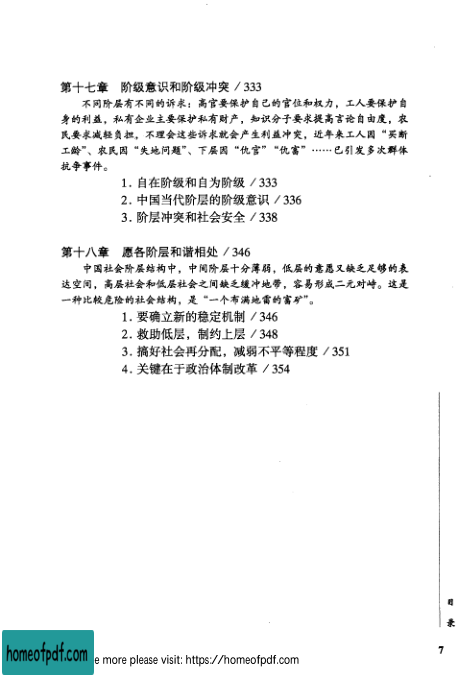 第十七章 阶级意识和阶级冲突 / 333
不同阶层有不同的诉求：高官要保护自己的官位和权力，工人要保护自
身的利益，私有企业主要保护私有财产，知识分子要求提高言论自由度，农
民要求减轻负担，不理会这些诉求就会产生利益冲突，近年来工人因“买断
工龄”、农民因“失地问题”、下层因“仇官”“仇富”……已引发多次群体
抗争事件。
1. 自在阶级和自为阶级 / 333
2. 中国当代阶层的阶级意识 / 336
3. 阶层冲突和社会安全 / 338
第十八章 愿各阶层和谐相处 / 346
中国社会阶层结构中，中间阶层十分薄弱，低层的意愿又缺乏足够的表
达空间，高层社会和低层社会之间缺乏缓冲地带，容易形成二元对峙。这是
一种比较危险的社会结构，是“一个布满地雷的富矿”。
1. 要确立新的稳定机制 / 346
2. 救助低层，制约上层 / 348
3. 搞好社会再分配，减弱不平等程度 / 351
4. 关键在于政治体制改革 / 354
目
录
7
homeofpdf.com
e more please visit: https://homeofpdf.com